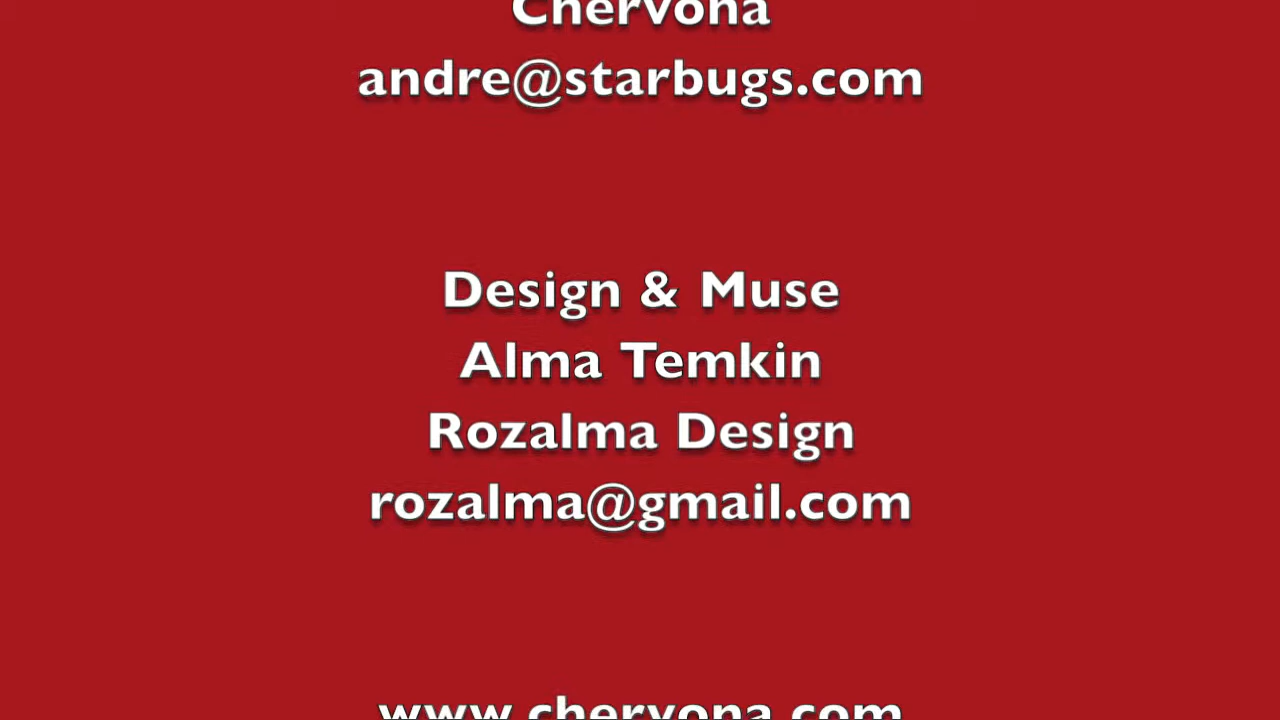 Chervona
andre@starbugs.com
Design & Muse
Alma Temkin
Rozalma Design
rozalma@gmail.com
www.chervona.com